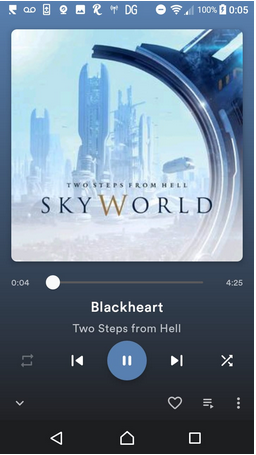 DG 100% 0:05
TWO STEPS FROM HELL
SKYWORLD
0:04 4:25
Blackheart
Two Steps from Hell